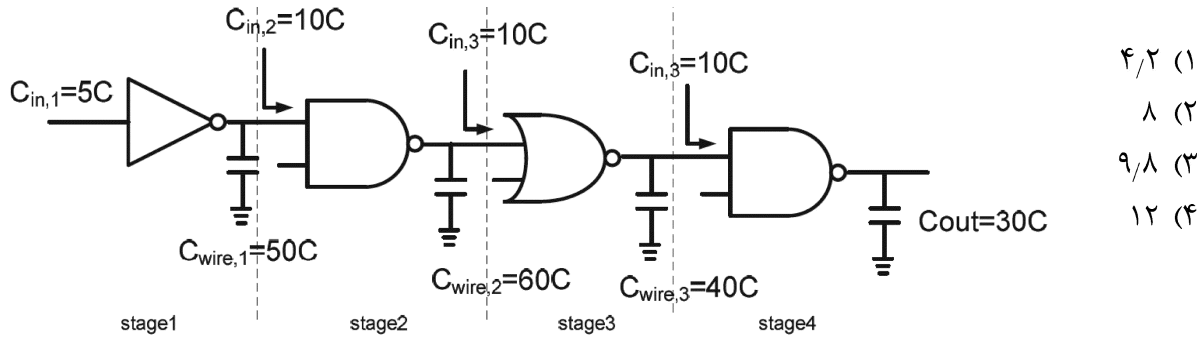 C_in,1=5C
C_in,2=10C
C_in,3=10C
C_in,3=10C
C_wire,1=50C
C_wire,2=60C
C_wire,3=40C
Cout=30C
stage1
stage2
stage3
stage4
۱) ۴/۲
۲) ۸
۳) ۹/۸
۴) ۱۲